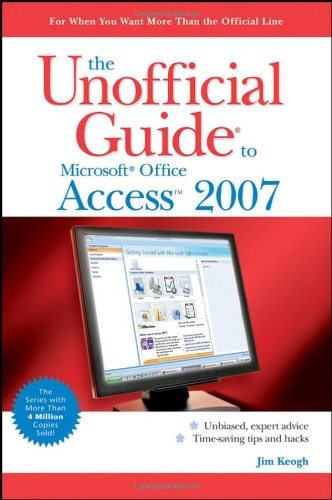 For When You Want More Than the Official Line
the
Unofficial
Guide® to
Microsoft® Office
Access™ 2007
Getting Started with Microsoft Office Access
The
Series with
More Than
4 Million
Copies
Sold!
* Unbiased, expert advice
* Time-saving tips and hacks
Jim Keogh